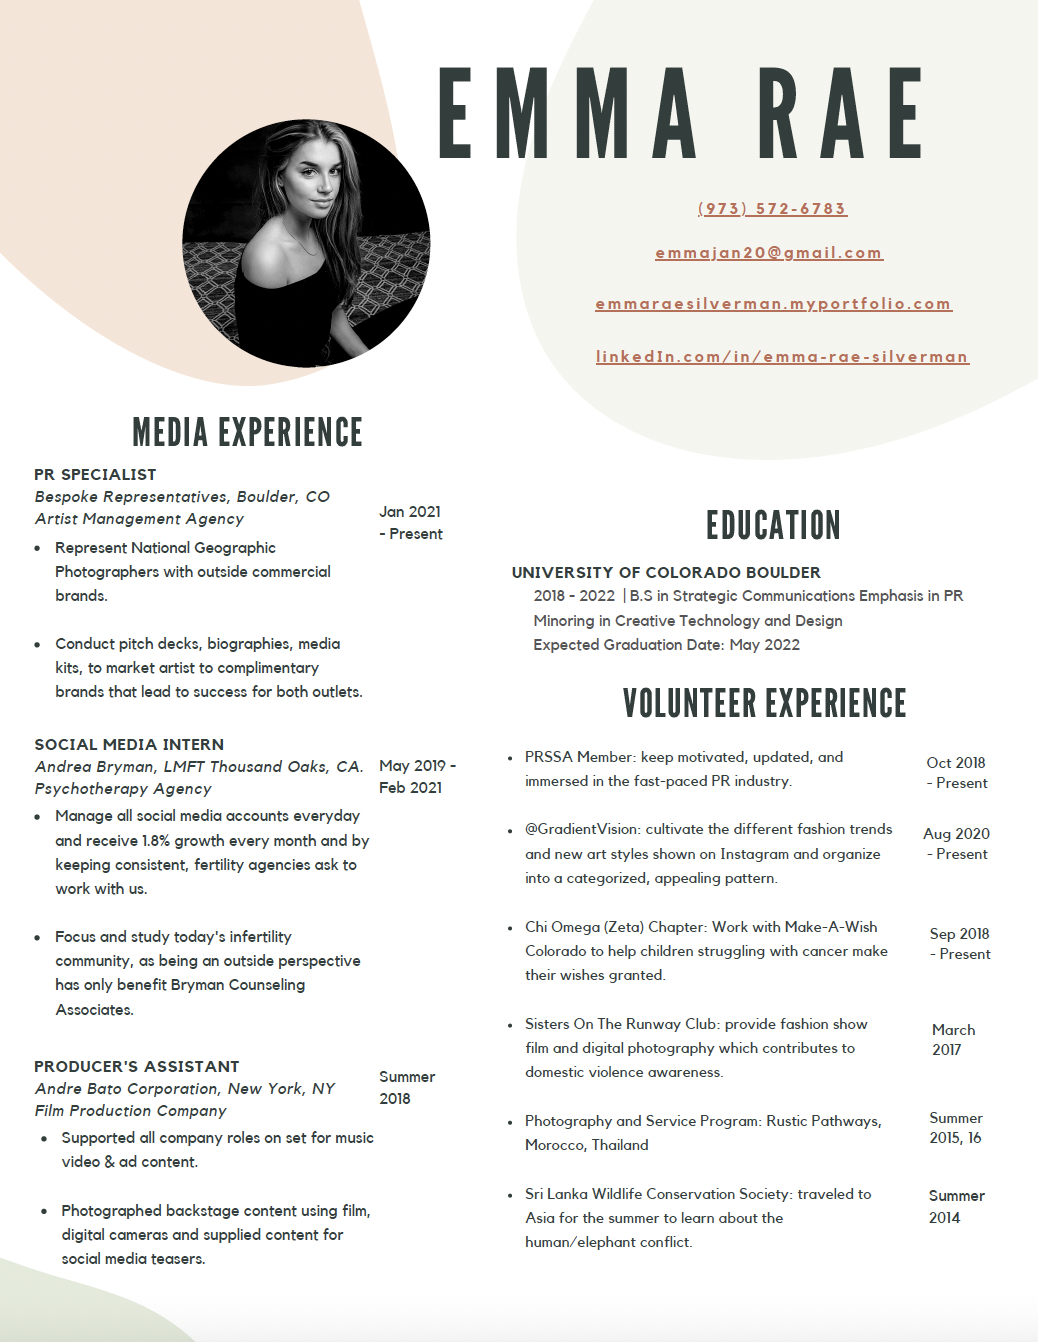 EMMA RAE
(973) 572-6783
emmajan20@gmail.com
emmaraesilverman.myportfolio.com
linkedIn.com/in/emma-rae-silverman
MEDIA EXPERIENCE
PR SPECIALIST
Bespoke Representatives, Boulder, CO
Artist Management Agency
Jan 2021
- Present
• Represent National Geographic
Photographers with outside commercial
brands.
• Conduct pitch decks, biographies, media
kits, to market artist to complimentary
brands that lead to success for both outlets.
SOCIAL MEDIA INTERN
Andrea Bryman, LMFT Thousand Oaks, CA.
Psychotherapy Agency
May 2019 -
Feb 2021
• Manage all social media accounts everyday
and receive 1.8% growth every month and by
keeping consistent, fertility agencies ask to
work with us.
• Focus and study today's infertility
community, as being an outside perspective
has only benefit Bryman Counseling
Associates.
PRODUCER'S ASSISTANT
Andre Bato Corporation, New York, NY
Film Production Company
Summer
2018
• Supported all company roles on set for music
video & ad content.
• Photographed backstage content using film,
digital cameras and supplied content for
social media teasers.
EDUCATION
UNIVERSITY OF COLORADO BOULDER
2018 - 2022 | B.S in Strategic Communications Emphasis in PR
Minoring in Creative Technology and Design
Expected Graduation Date: May 2022
VOLUNTEER EXPERIENCE
• PRSSA Member: keep motivated, updated, and
immersed in the fast-paced PR industry.
Oct 2018
- Present
• @GradientVision: cultivate the different fashion trends
and new art styles shown on Instagram and organize
into a categorized, appealing pattern.
Aug 2020
- Present
• Chi Omega (Zeta) Chapter: Work with Make-A-Wish
Colorado to help children struggling with cancer make
their wishes granted.
Sep 2018
- Present
• Sisters On The Runway Club: provide fashion show
film and digital photography which contributes to
domestic violence awareness.
March
2017
• Photography and Service Program: Rustic Pathways,
Morocco, Thailand
Summer
2015, 16
• Sri Lanka Wildlife Conservation Society: traveled to
Asia for the summer to learn about the
human/elephant conflict.
Summer
2014